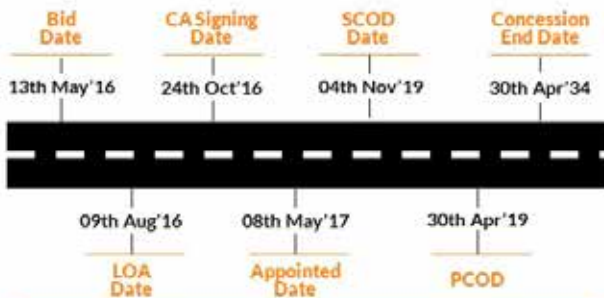 Bid
Date
CA Signing
Date
SCOD
Date
Concession
End Date
13th May'16
24th Oct'16
04th Nov'19
30th Apr'34
09th Aug'16
08th May'17
30th Apr'19
LOA
Date
Appointed
Date
PCOD